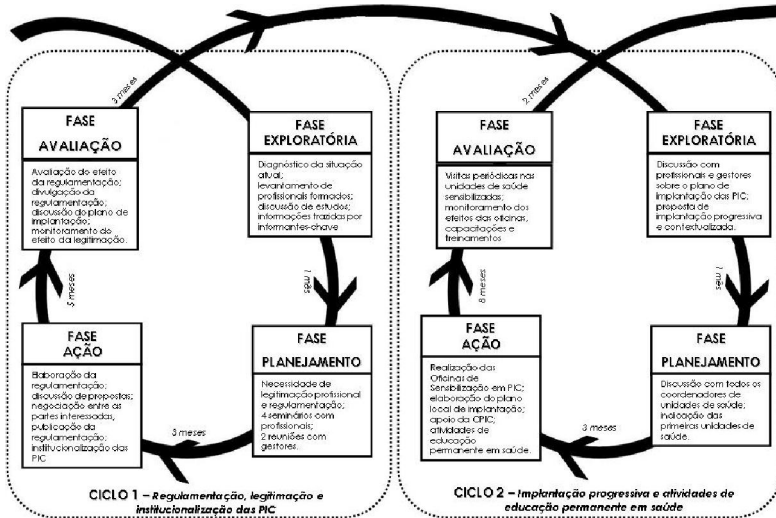 FASE
EXPLORATÓRIA
Diagnóstico da situação
atual;
levantamento de
profissionais formados;
discussão de estudos;
informações trazidas por
informantes-chave
1 mês
FASE
PLANEJAMENTO
Necessidade de
legitimação profissional
e regulamentação;
4 seminários com
profissionais;
2 reuniões com
gestores.
3 meses
FASE
AÇÃO
Elaboração da
regulamentação;
discussão de propostas;
negociação entre as
partes interessadas,
publicação da
regulamentação;
institucionalização das
PIC
5 meses
FASE
AVALIAÇÃO
Avaliação do efeito
da regulamentação;
divulgação da
regulamentação;
discussão do plano de
implantação;
monitoramento do
efeito da legitimação.
3 meses
CICLO 1 – Regulamentação, legitimação e
institucionalização das PIC
FASE
EXPLORATÓRIA
Discussão com
profissionais e gestores
sobre o plano de
implantação das PIC;
proposta de
implantação progressiva
e contextualizada.
1 mês
FASE
PLANEJAMENTO
Discussão com todos os
coordenadores de
unidades de saúde;
indicação das
primeiras unidades de
saúde.
3 meses
FASE
AÇÃO
Realização das
Oficinas de
Sensibilização em PIC;
elaboração do plano
local de implantação;
apoio da CPIC;
atividades de
educação
permanente em saúde.
8 meses
FASE
AVALIAÇÃO
Visitas periódicas nas
unidades de saúde
sensibilizadas;
monitoramento dos
efeitos das oficinas,
capacitações e
treinamentos
2 meses
CICLO 2 – Implantação progressiva e atividades de
educação permanente em saúde